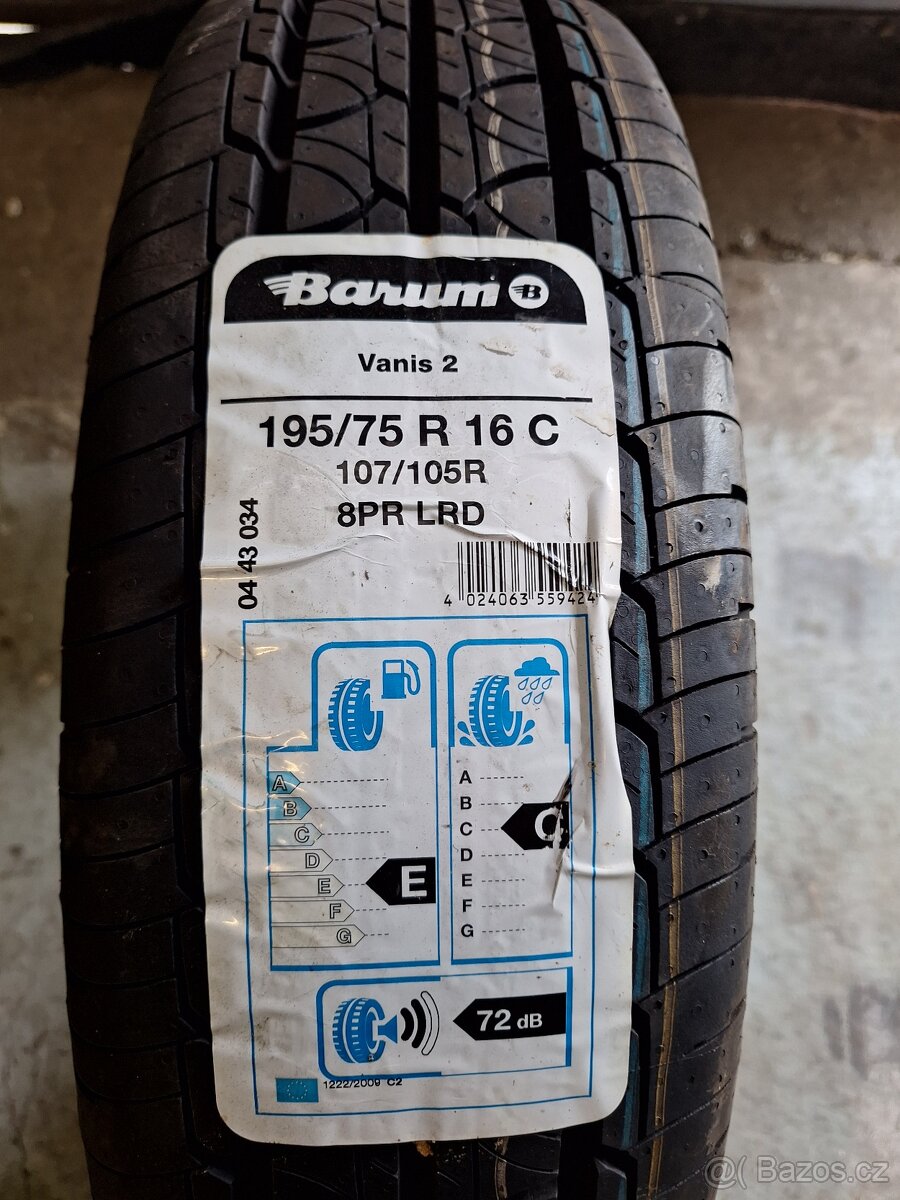 Barum B
Vanis 2
195/75 R 16 C
107/105R
8PR LRD
04 43 034
4 024063 559424
A
B
C
D
E
F
G
E
A
B
C
D
E
F
G
C
72 dB
1222/2009 C2
@ Bazos.cz